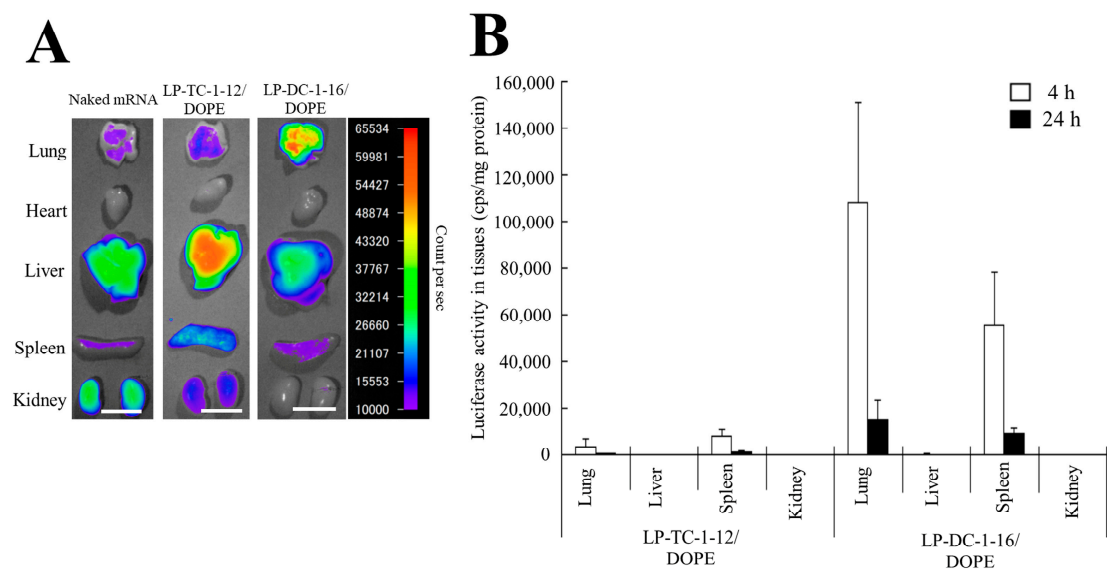 A
Naked mRNA
LP-TC-1-12/
DOPE
LP-DC-1-16/
DOPE
Lung
Heart
Liver
Spleen
Kidney
65534
59981
54427
48874
43320
37767
32214
26660
21107
15553
10000
Count per sec
B
Luciferase activity in tissues (cps/mg protein)
160,000
140,000
120,000
100,000
80,000
60,000
40,000
20,000
0
4 h
24 h
Lung
Liver
Spleen
Kidney
Lung
Liver
Spleen
Kidney
LP-TC-1-12/
DOPE
LP-DC-1-16/
DOPE